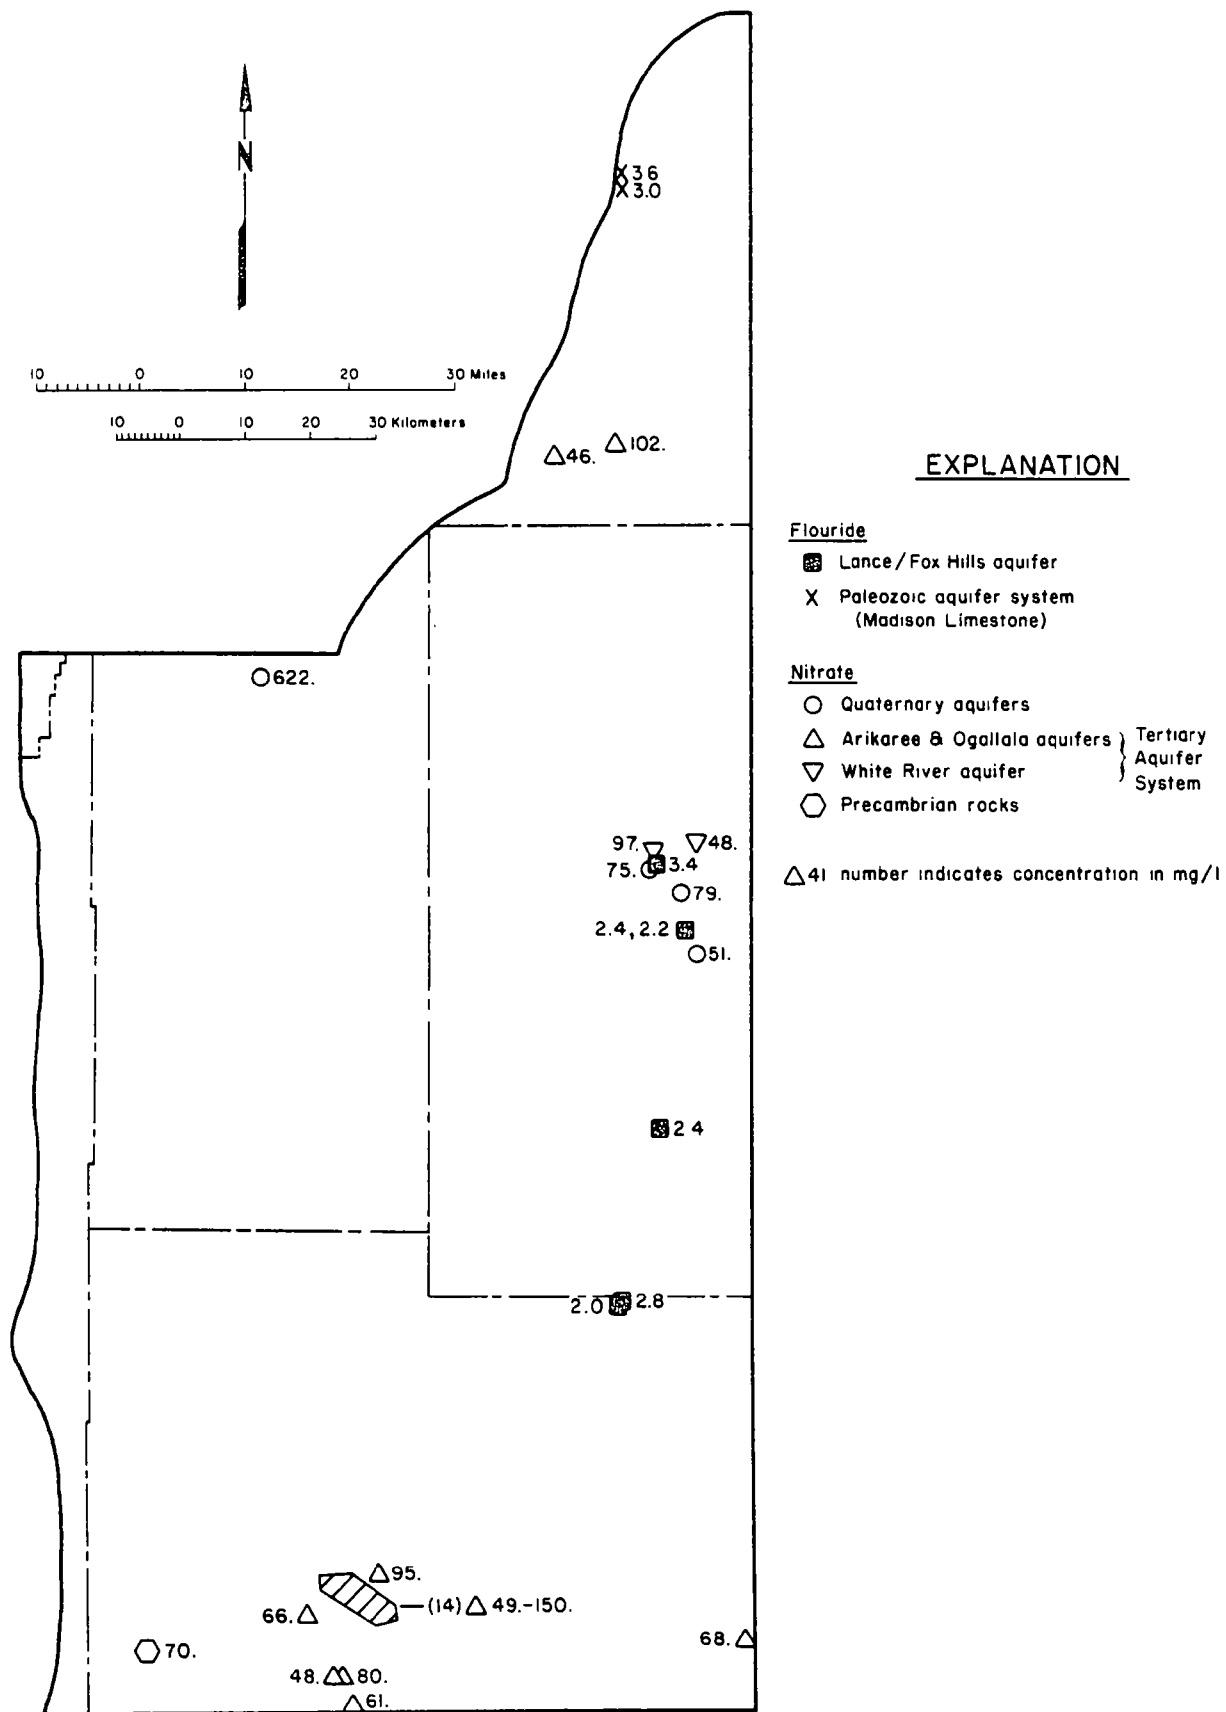 N
36
3.0
10 0 10 20 30 Miles
10 0 10 20 30 Kilometers
46.
102.
EXPLANATION
Flouride
Lance/Fox Hills aquifer
X Paleozoic aquifer system
(Madison Limestone)
622.
Nitrate
Quaternary aquifers
Arikaree & Ogallala aquifers
White River aquifer
Tertiary
Aquifer
System
Precambrian rocks
97.
48.
75.
3.4
41 number indicates concentration in mg/l
79.
2.4, 2.2
51.
2 4
2.0
2.8
95.
(14) 49.-150.
66.
68.
70.
48.
80.
61.